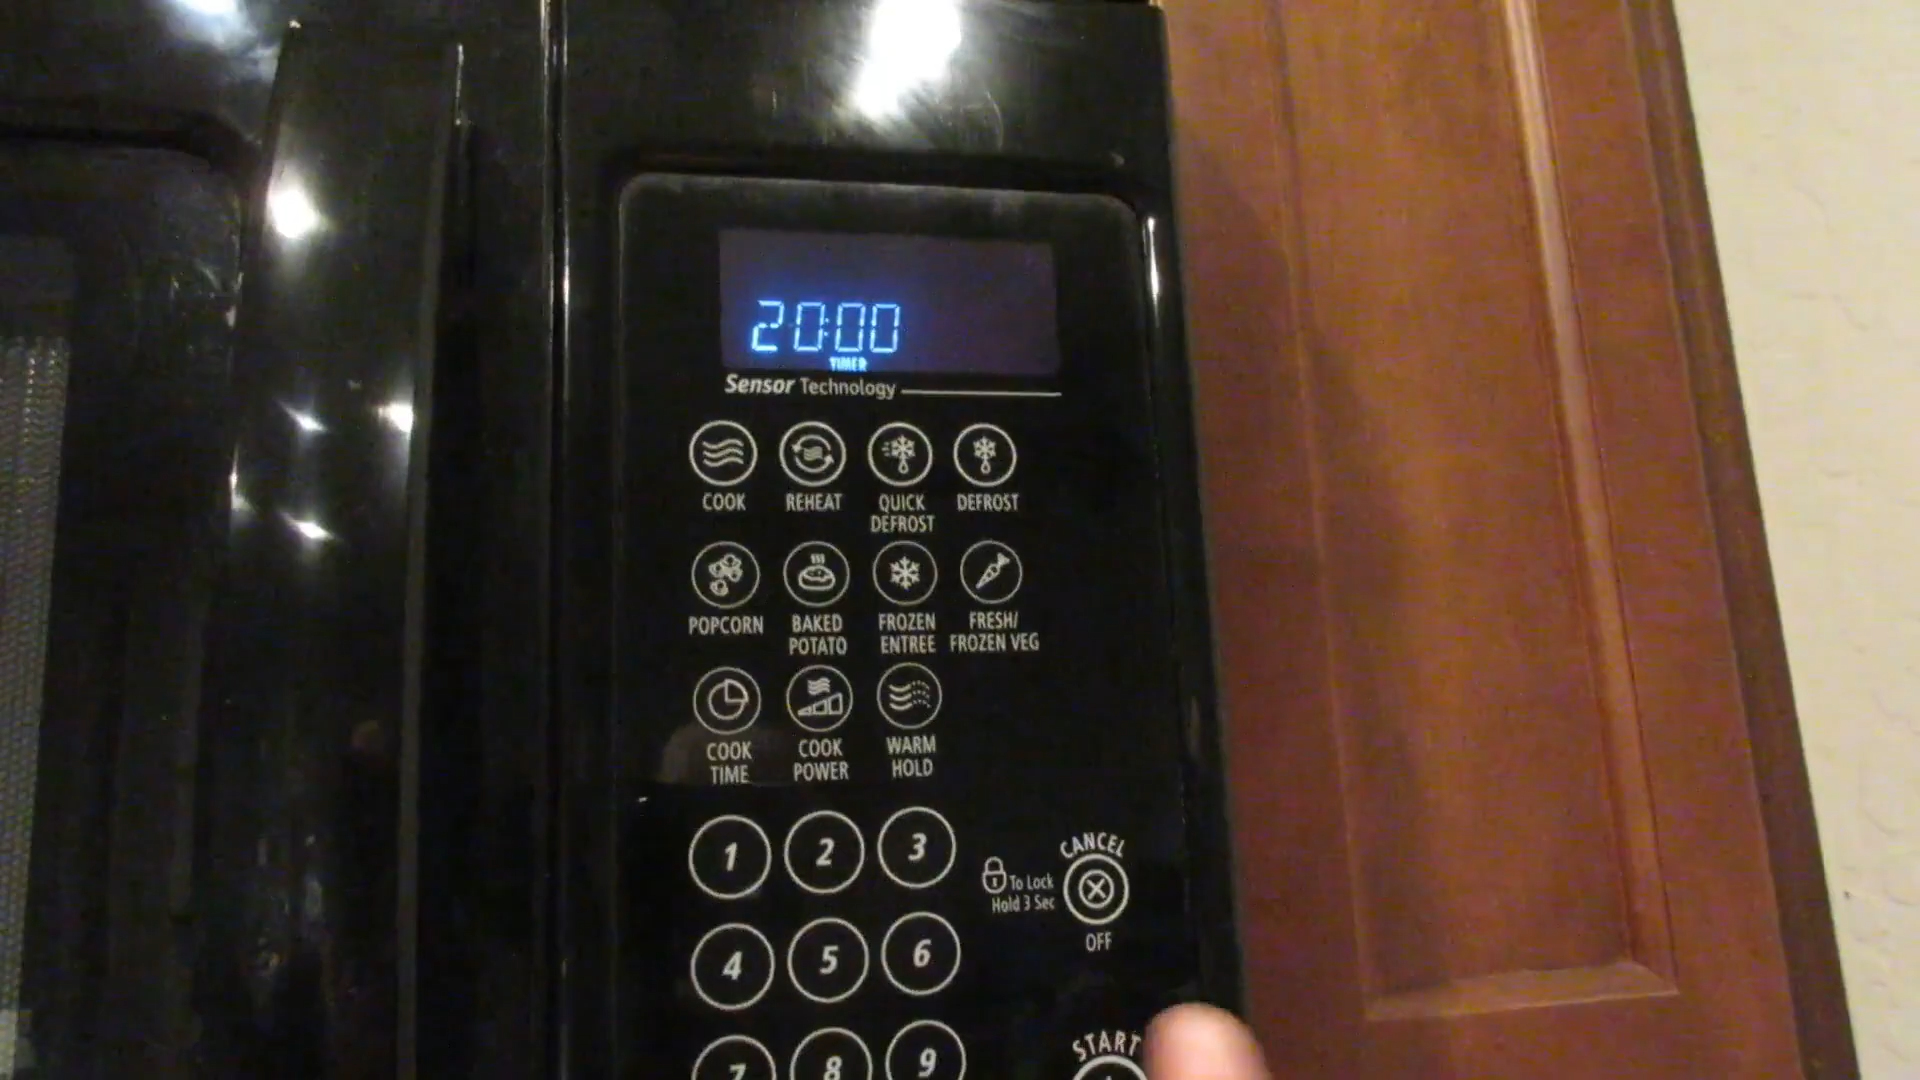 20:00
TIMER
Sensor Technology
COOK REHEAT QUICK DEFROST DEFROST
POPCORN BAKED POTATO FROZEN ENTREE FRESH/ FROZEN VEG
COOK TIME COOK POWER WARM HOLD
1 2 3
CANCEL
To Lock
Hold 3 Sec
OFF
4 5 6
START
7 8 9